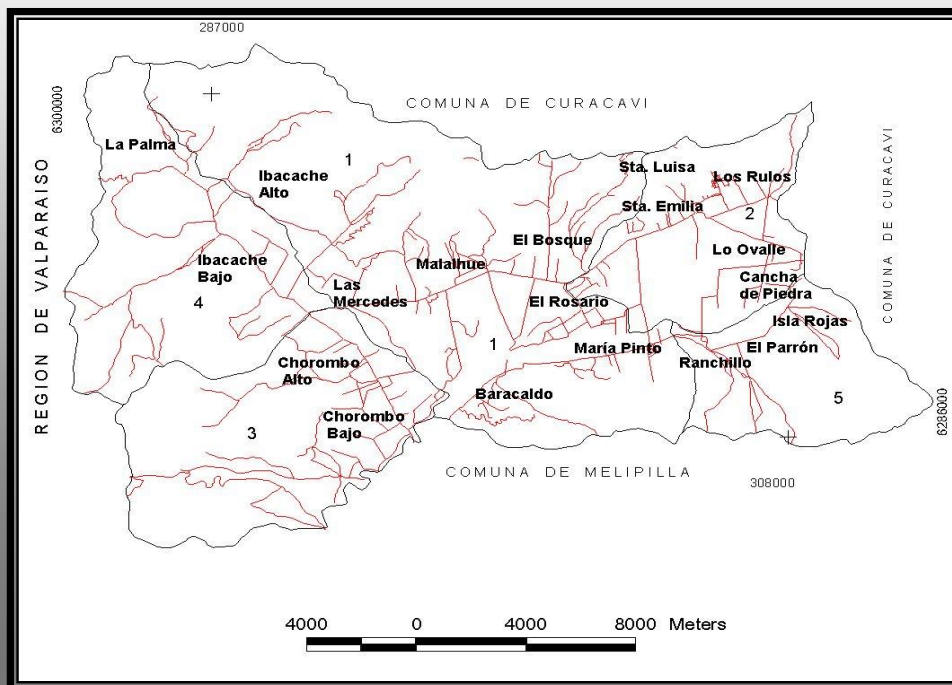 287000
6300000
COMUNA DE CURACAVI
La Palma
1
Ibacache
Alto
Sta. Luisa
Los Rulos
Sta. Emilia
2
REGION DE VALPARAISO
COMUNA DE CURACAVI
El Bosque
Lo Ovalle
Ibacache
Bajo
Malalhue
Cancha
de Piedra
4
Las
Mercedes
El Rosario
Isla Rojas
1
María Pinto
El Parrón
Chorombo
Alto
Ranchillo
Baracaldo
5
Chorombo
Bajo
3
6286000
COMUNA DE MELIPILLA
308000
4000 0 4000 8000 Meters